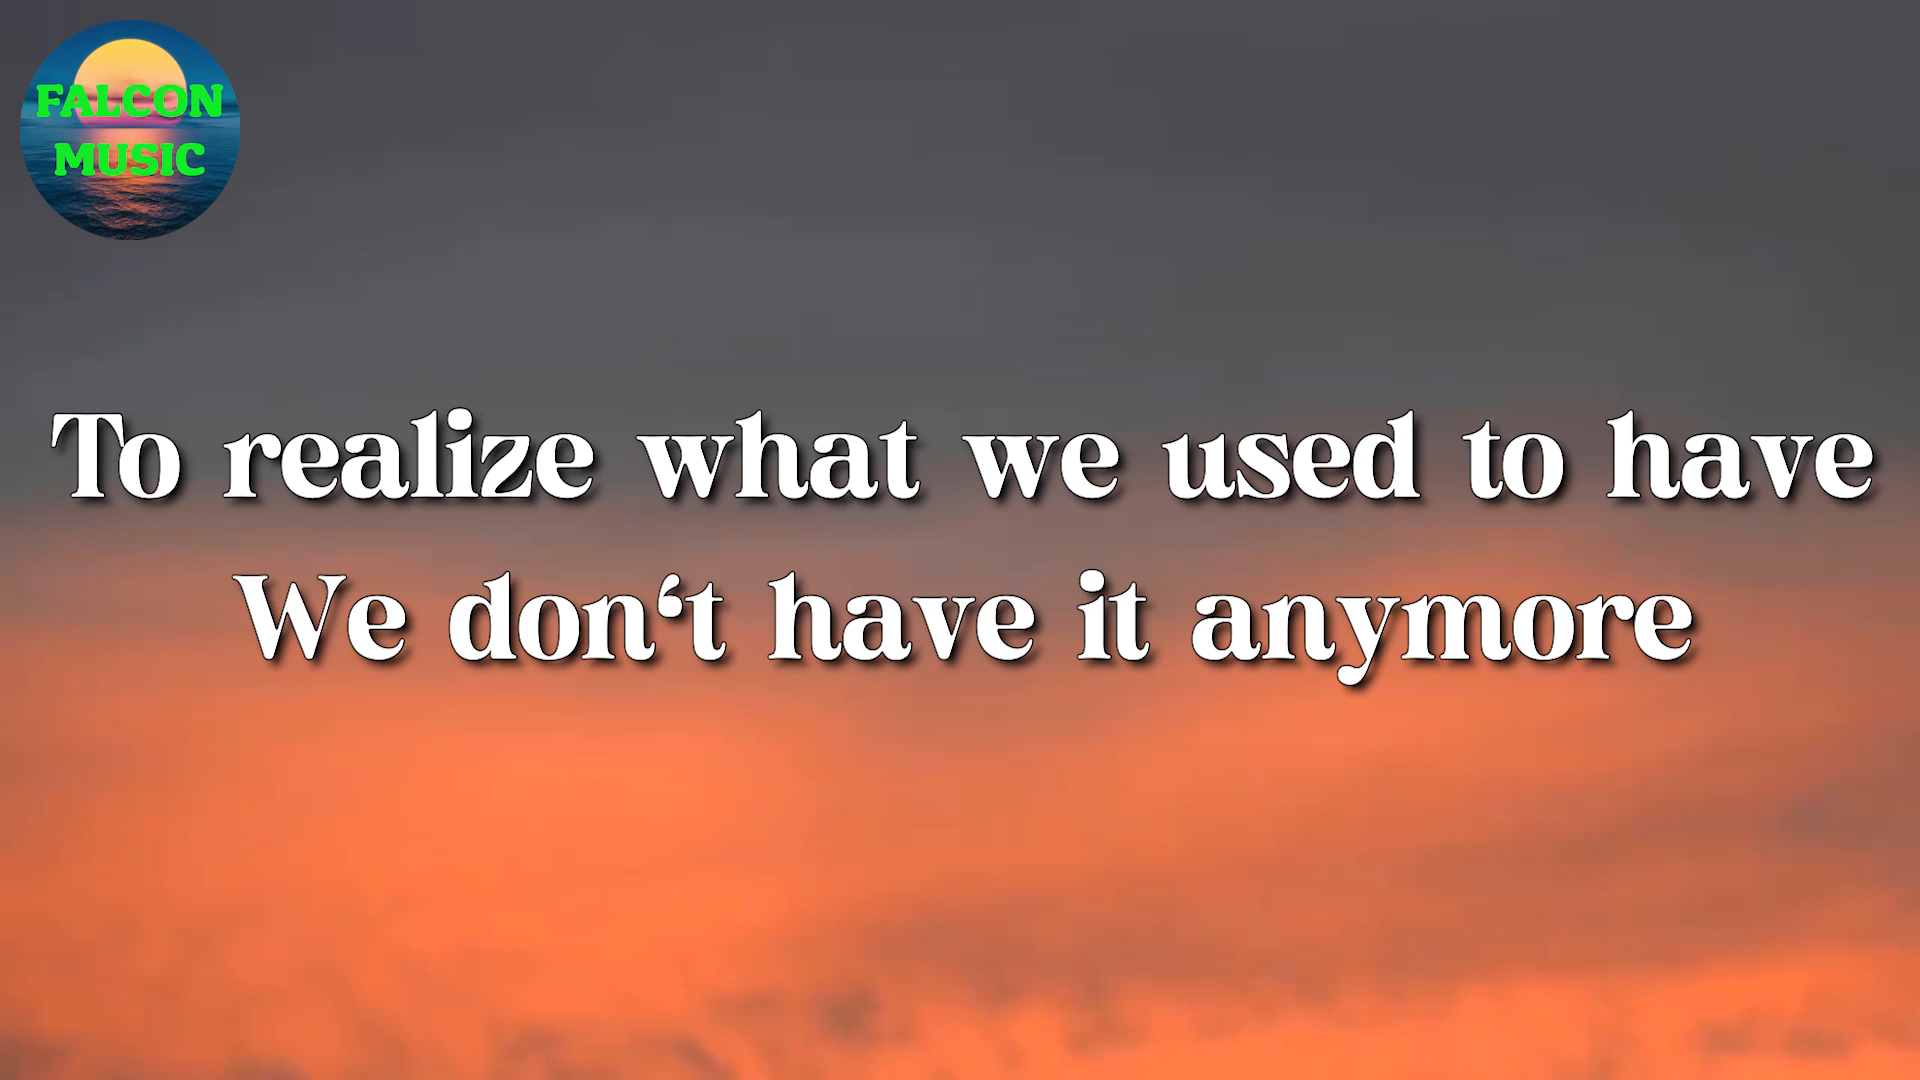 FALCON
MUSIC
To realize what we used to have
We don‘t have it anymore